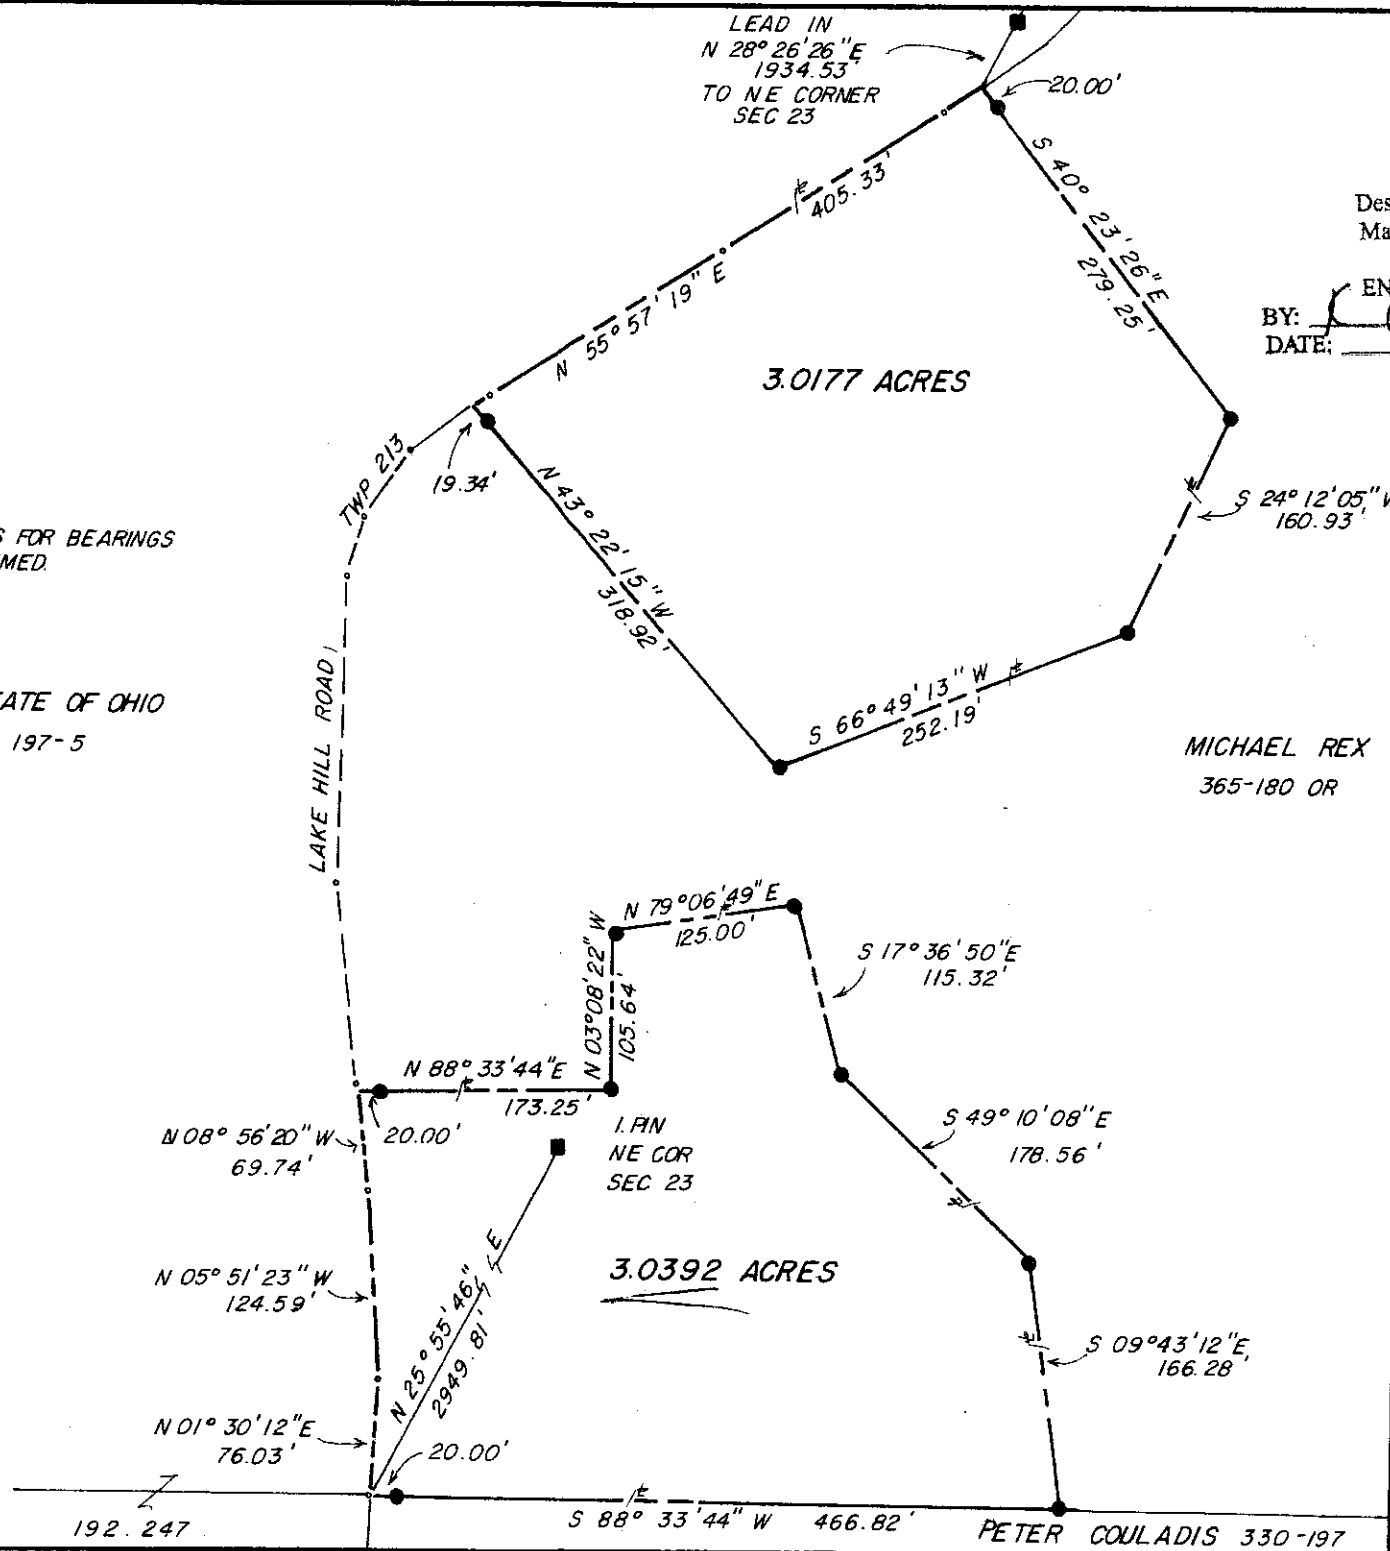 LEAD IN
N 28° 26' 26" E
1934.53'
TO NE CORNER
SEC 23
20.00'
S 40° 23' 26" E
279.25'
405.33'
N 55° 57' 19" E
Des
Ma
EN
BY:
DATE:
3.0177 ACRES
TWP 213
19.34'
N 43° 22' 15" W
318.92'
S 24° 12' 05" W
160.93'
S FOR BEARINGS
MED.
LAKE HILL ROAD
ATE OF OHIO
197-5
S 66° 49' 13" W
252.19'
MICHAEL REX
365-180 OR
N 79° 06' 49" E
125.00'
N 03° 08' 22" W
105.64'
S 17° 36' 50" E
115.32'
N 88° 33' 44" E
173.25'
20.00'
N 08° 56' 20" W
69.74'
I. PIN
NE COR
SEC 23
S 49° 10' 08" E
178.56'
3.0392 ACRES
N 05° 51' 23" W
124.59'
N 25° 55' 46" E
2949.81'
S 09° 43' 12" E
166.28'
N 01° 30' 12" E
76.03'
20.00'
192.247
S 88° 33' 44" W 466.82'
PETER COULADIS 330-197